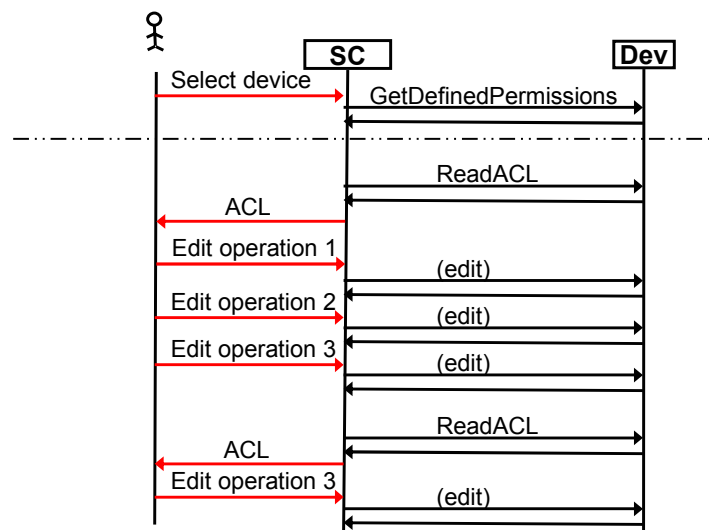 SC
Dev
Select device
GetDefinedPermissions
ReadACL
ACL
Edit operation 1
(edit)
Edit operation 2
(edit)
Edit operation 3
(edit)
ReadACL
ACL
Edit operation 3
(edit)